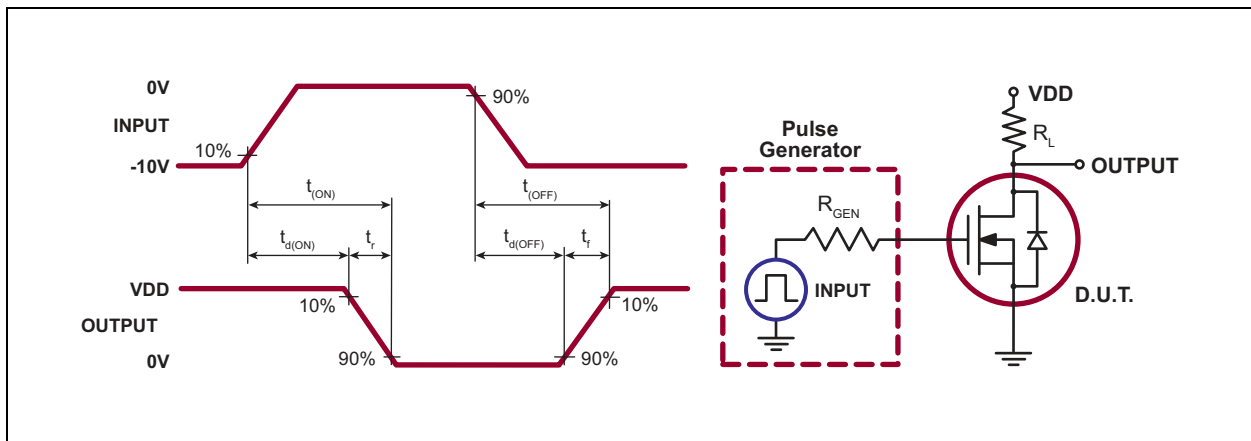 0V
INPUT
-10V
10%
90%
t(ON)
t(OFF)
td(ON)
tr
td(OFF)
tf
VDD
OUTPUT
0V
10%
90%
90%
10%
Pulse
Generator
RGEN
INPUT
VDD
RL
OUTPUT
D.U.T.